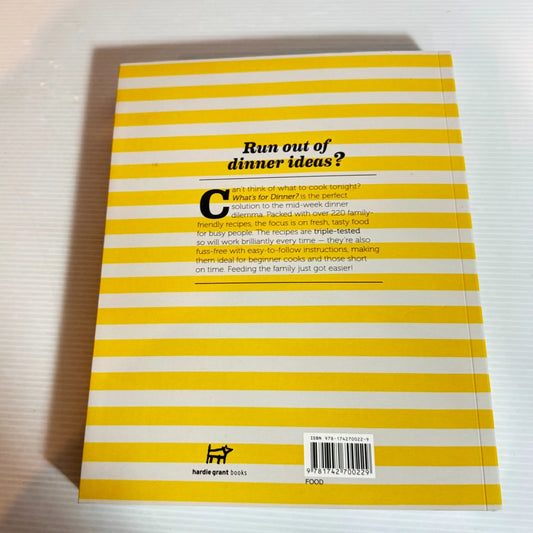 Run out of
dinner ideas?
Can't think of what to cook tonight?
What's for Dinner? is the perfect
solution to the mid-week dinner
dilemma. Packed with over 220 family-
friendly recipes, the focus is on fresh, tasty food
for busy people. The recipes are triple-tested
so will work brilliantly every time — they're also
fuss-free with easy-to-follow instructions, making
them ideal for beginner cooks and those short
on time. Feeding the family just got easier!
hardie grant books
ISBN 978-174270022-9
9 781742 700229
FOOD